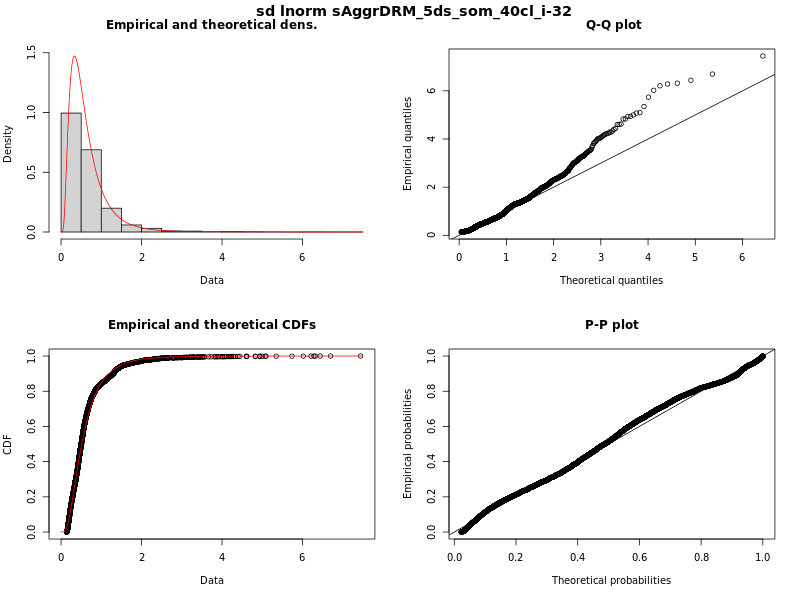 sd lnorm sAggrDRM_5ds_som_40cl_i-32
Empirical and theoretical dens.
Density
0.0 0.5 1.0 1.5
0 2 4 6
Data
Q-Q plot
Empirical quantiles
0 2 4 6
0 1 2 3 4 5 6
Theoretical quantiles
Empirical and theoretical CDFs
CDF
0.0 0.2 0.4 0.6 0.8 1.0
0 2 4 6
Data
P-P plot
Empirical probabilities
0.0 0.2 0.4 0.6 0.8 1.0
0.0 0.2 0.4 0.6 0.8 1.0
Theoretical probabilities